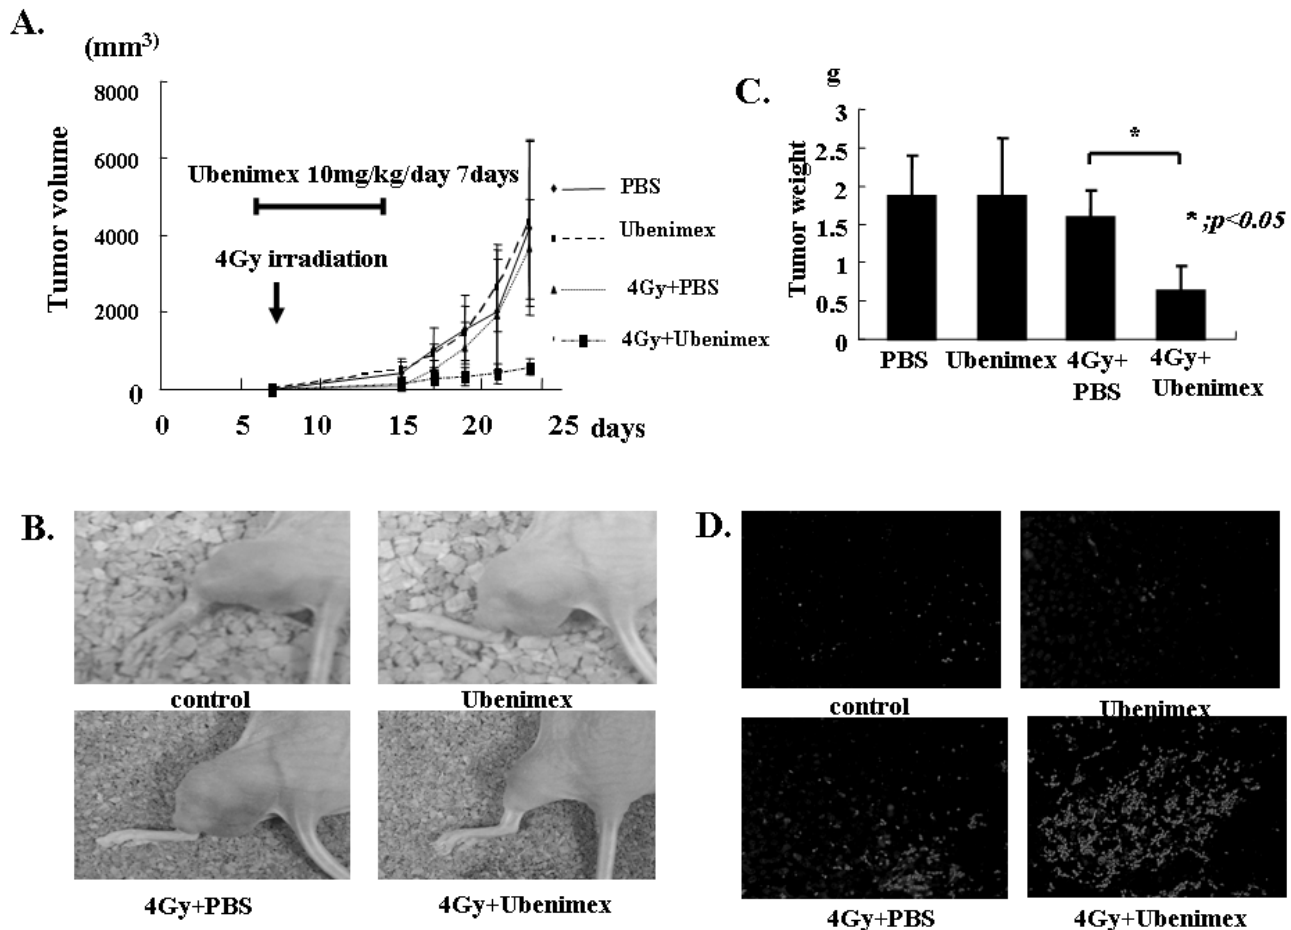 A.
(mm3)
Tumor volume
8000
6000
4000
2000
0
Ubenimex 10mg/kg/day 7days
4Gy irradiation
0 5 10 15 20 25 days
PBS
Ubenimex
4Gy+PBS
4Gy+Ubenimex
B.
control
Ubenimex
4Gy+PBS
4Gy+Ubenimex
C.
g
Tumor weight
3
2.5
2
1.5
1
0.5
0
*
* ;p<0.05
PBS
Ubenimex
4Gy+
PBS
4Gy+
Ubenimex
D.
control
Ubenimex
4Gy+PBS
4Gy+Ubenimex